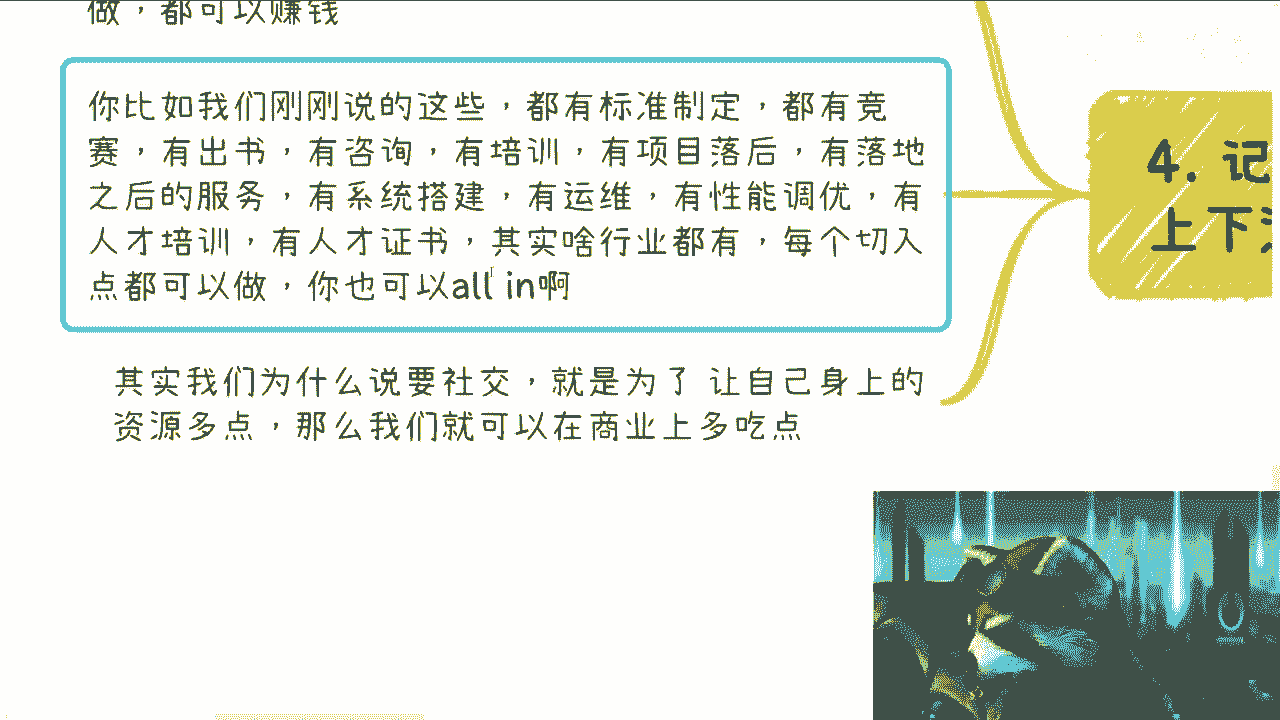 做，都可以赚钱
你比如我们刚刚说的这些，都有标准制定，都有竞
赛，有出书，有咨询，有培训，有项目落后，有落地
之后的服务，有系统搭建，有运维，有性能调优，有
人才培训，有人才证书，其实啥行业都有，每个切入
点都可以做，你也可以all in啊
其实我们为什么说要社交，就是为了 让自己身上的
资源多点，那么我们就可以在商业上多吃点
4. 记
上下